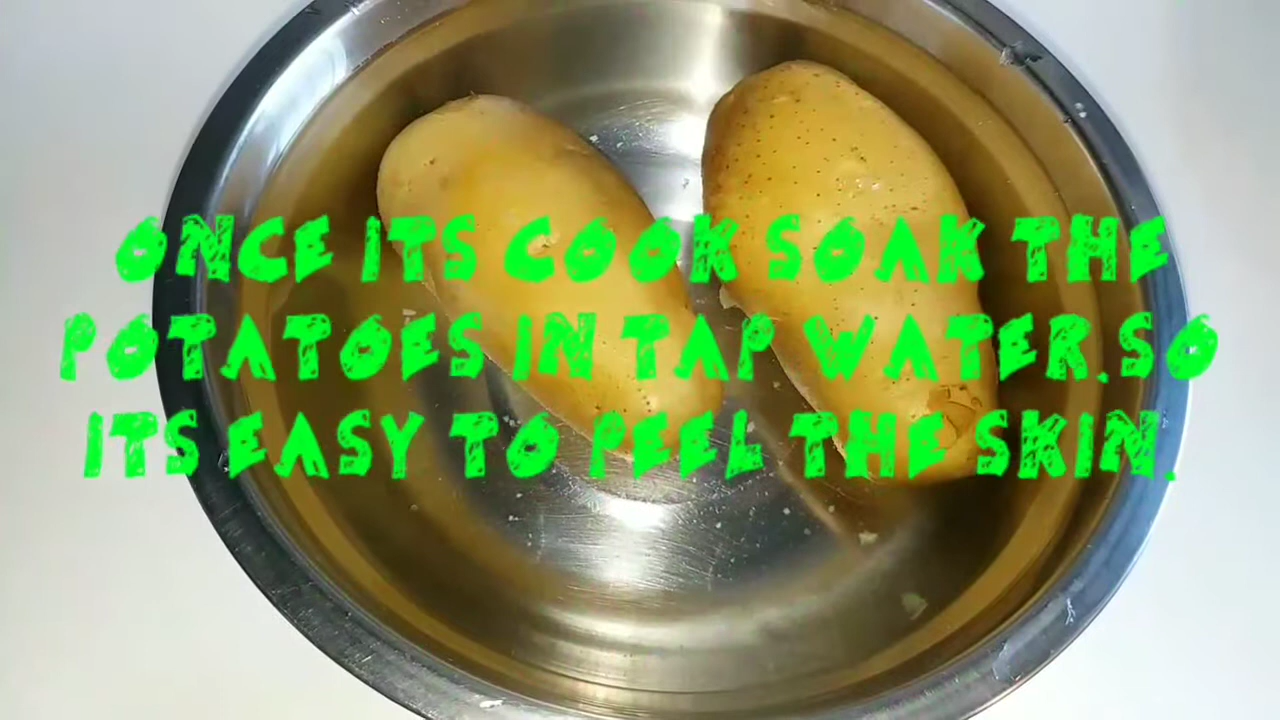 ONCE ITS COOK SOAK THE
POTATOES IN TAP WATER.SO
ITS EASY TO PEEL THE SKIN.